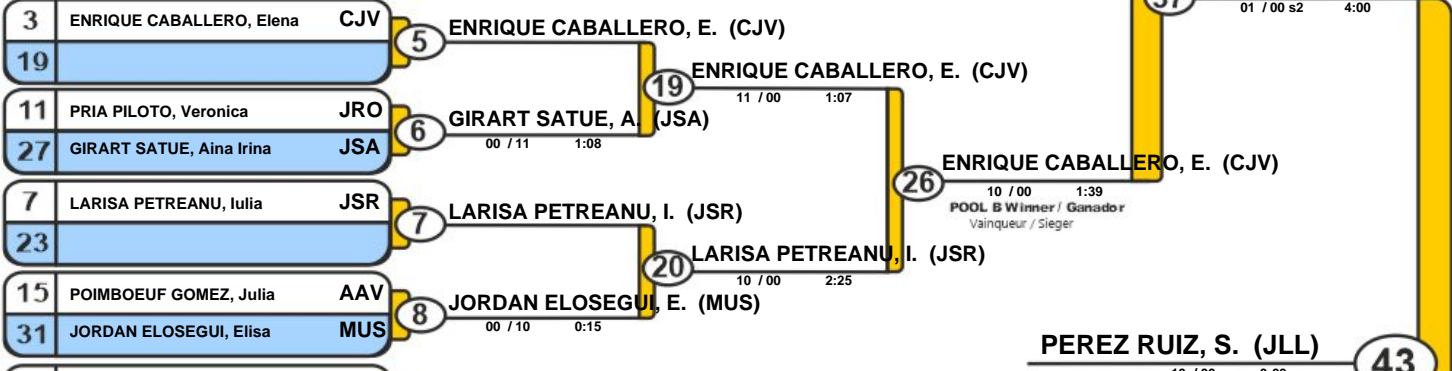 37
01 / 00 s2 4:00
3 ENRIQUE CABALLERO, Elena CJV
19
5 ENRIQUE CABALLERO, E. (CJV)
11 PRIA PILOTO, Veronica JRO
27 GIRART SATUE, Aina Irina JSA
6 GIRART SATUE, A. (JSA)
00 / 11 1:08
19 ENRIQUE CABALLERO, E. (CJV)
11 / 00 1:07
7 LARISA PETREANU, Iulia JSR
23
7 LARISA PETREANU, I. (JSR)
15 POIMBOEUF GOMEZ, Julia AAV
31 JORDAN ELOSEGUI, Elisa MUS
8 JORDAN ELOSEGUI, E. (MUS)
00 / 10 0:15
20 LARISA PETREANU, I. (JSR)
10 / 00 2:25
26 ENRIQUE CABALLERO, E. (CJV)
10 / 00 1:39
POOL B Winner / Ganador
Vainqueur / Sieger
PEREZ RUIZ, S. (JLL)
43